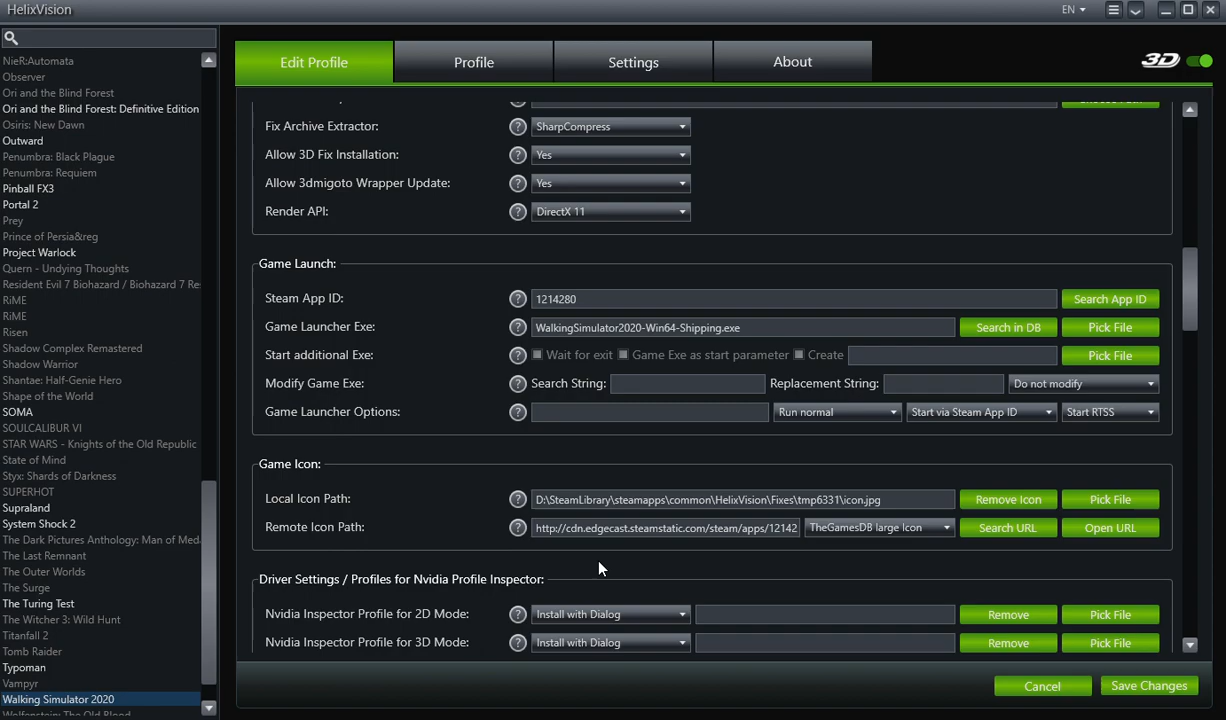 HelixVision
EN
NieR:Automata
Observer
Ori and the Blind Forest
Ori and the Blind Forest: Definitive Edition
Osiris: New Dawn
Outward
Penumbra: Black Plague
Penumbra: Requiem
Pinball FX3
Portal 2
Prey
Prince of Persia&reg
Project Warlock
Quern - Undying Thoughts
Resident Evil 7 Biohazard / Biohazard 7 Re
RiME
RiME
Risen
Shadow Complex Remastered
Shadow Warrior
Shantae: Half-Genie Hero
Shape of the World
SOMA
SOULCALIBUR VI
STAR WARS - Knights of the Old Republic
State of Mind
Styx: Shards of Darkness
SUPERHOT
Supraland
System Shock 2
The Dark Pictures Anthology: Man of Med
The Last Remnant
The Outer Worlds
The Surge
The Turing Test
The Witcher 3: Wild Hunt
Titanfall 2
Tomb Raider
Typoman
Vampyr
Walking Simulator 2020
Wolfenstein: The Old Blood
Edit Profile Profile Settings About 3D
Fix Archive Extractor: ? SharpCompress
Allow 3D Fix Installation: ? Yes
Allow 3dmigoto Wrapper Update: ? Yes
Render API: ? DirectX 11
Game Launch:
Steam App ID: ? 1214280 Search App ID
Game Launcher Exe: ? WalkingSimulator2020-Win64-Shipping.exe Search in DB Pick File
Start additional Exe: ? Wait for exit Game Exe as start parameter Create Pick File
Modify Game Exe: ? Search String: Replacement String: Do not modify
Game Launcher Options: ? Run normal Start via Steam App ID Start RTSS
Game Icon:
Local Icon Path: ? D:\SteamLibrary\steamapps\common\HelixVision\Fixes\tmp6331\icon.jpg Remove Icon Pick File
Remote Icon Path: ? http://cdn.edgecast.steamstatic.com/steam/apps/12142 TheGamesDB large Icon Search URL Open URL
Driver Settings / Profiles for Nvidia Profile Inspector:
Nvidia Inspector Profile for 2D Mode: ? Install with Dialog Remove Pick File
Nvidia Inspector Profile for 3D Mode: ? Install with Dialog Remove Pick File
Cancel Save Changes